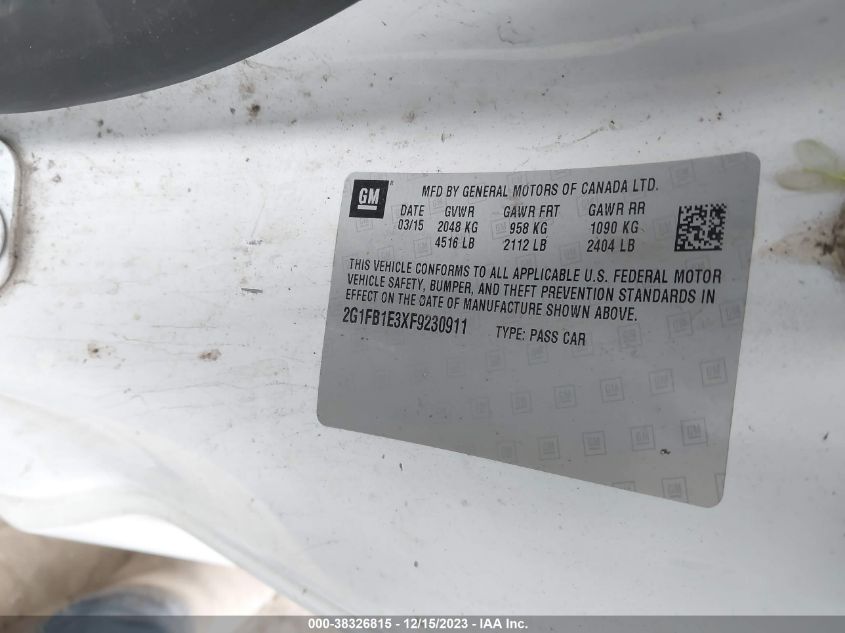 GM
MFD BY GENERAL MOTORS OF CANADA LTD.
DATE GVWR GAWR FRT GAWR RR
03/15 2048 KG 958 KG 1090 KG
4516 LB 2112 LB 2404 LB
THIS VEHICLE CONFORMS TO ALL APPLICABLE U.S. FEDERAL MOTOR
VEHICLE SAFETY, BUMPER, AND THEFT PREVENTION STANDARDS IN
EFFECT ON THE DATE OF MANUFACTURE SHOWN ABOVE.
2G1FB1E3XF9230911 TYPE: PASS CAR
000-38326815 - 12/15/2023 - IAA Inc.